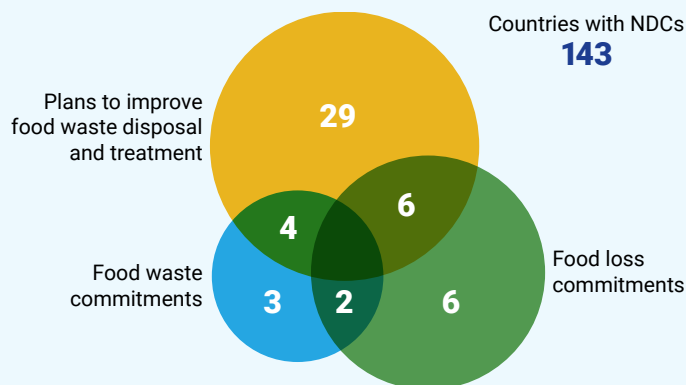 Countries with NDCs
143
Plans to improve
food waste disposal
and treatment
29
6
4
Food waste
commitments
3
2
6
Food loss
commitments